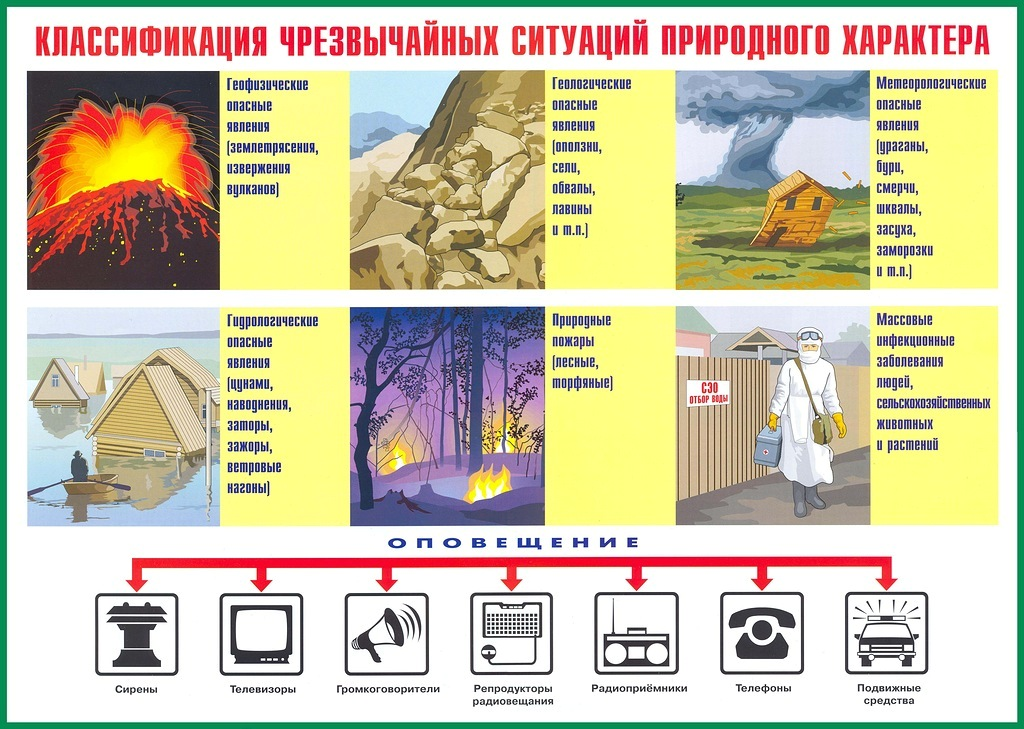 КЛАССИФИКАЦИЯ ЧРЕЗВЫЧАЙНЫХ СИТУАЦИЙ ПРИРОДНОГО ХАРАКТЕРА
Геофизические
опасные
явления
(землетрясения,
извержения
вулканов)
Геологические
опасные
явления
(оползни,
сели,
обвалы,
лавины
и т.п.)
Метеорологические
опасные
явления
(ураганы,
бури,
смерчи,
шквалы,
засуха,
заморозки
и т.п.)
Гидрологические
опасные
явления
(цунами,
наводнения,
заторы,
зажоры,
ветровые
нагоны)
Природные
пожары
(лесные,
торфяные)
СЭО
ОТБОР ВОДЫ
Массовые
инфекционные
заболевания
людей,
сельскохозяйственных
животных
и растений
ОПОВЕЩЕНИЕ
Сирены
Телевизоры
Громкоговорители
Репродукторы
радиовещания
Радиоприёмники
Телефоны
Подвижные
средства